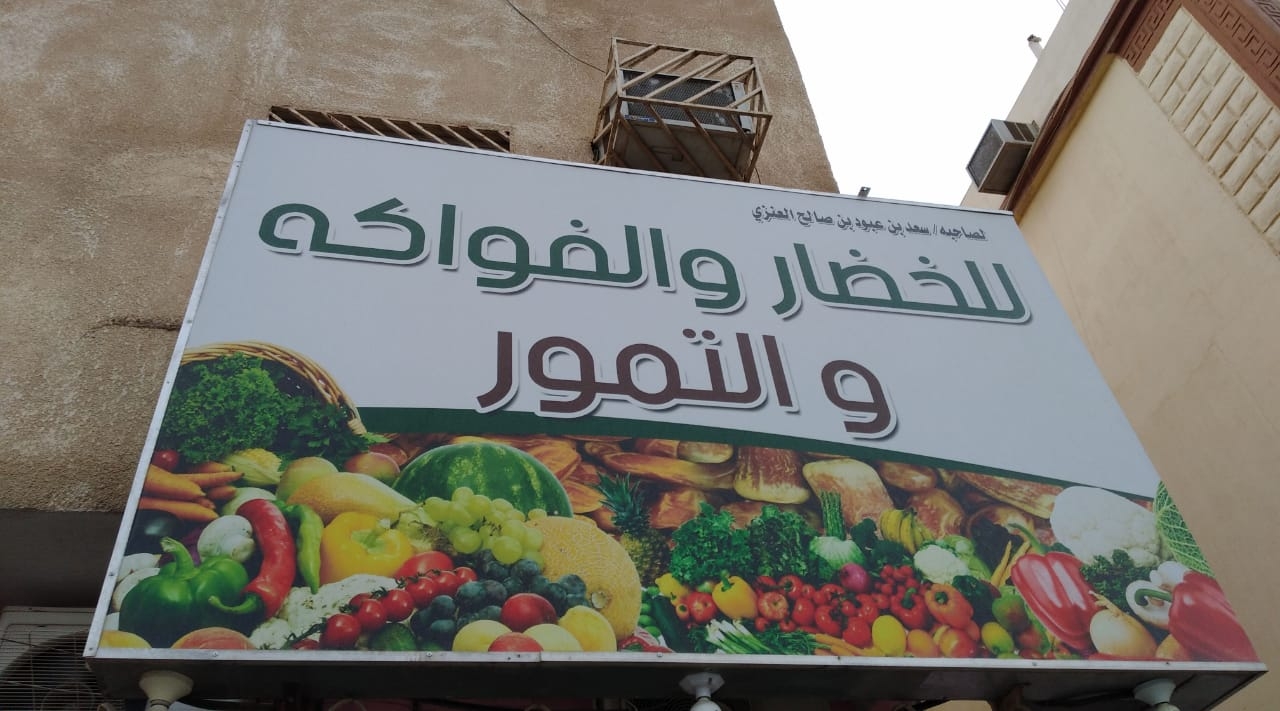 لصاحبه / سعد بن عبود بن صالح العنزي
للخضار والفواكه
و التمور